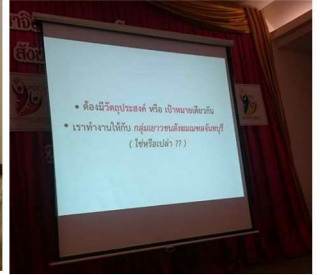 • ต้องมีวัตถุประสงค์ หรือ เป้าหมายเดียวกัน
• เราทำงานให้กับ กลุ่มเยาวชนสังฆมณฑลจันทบุรี
( ใช่หรือเปล่า ?? )